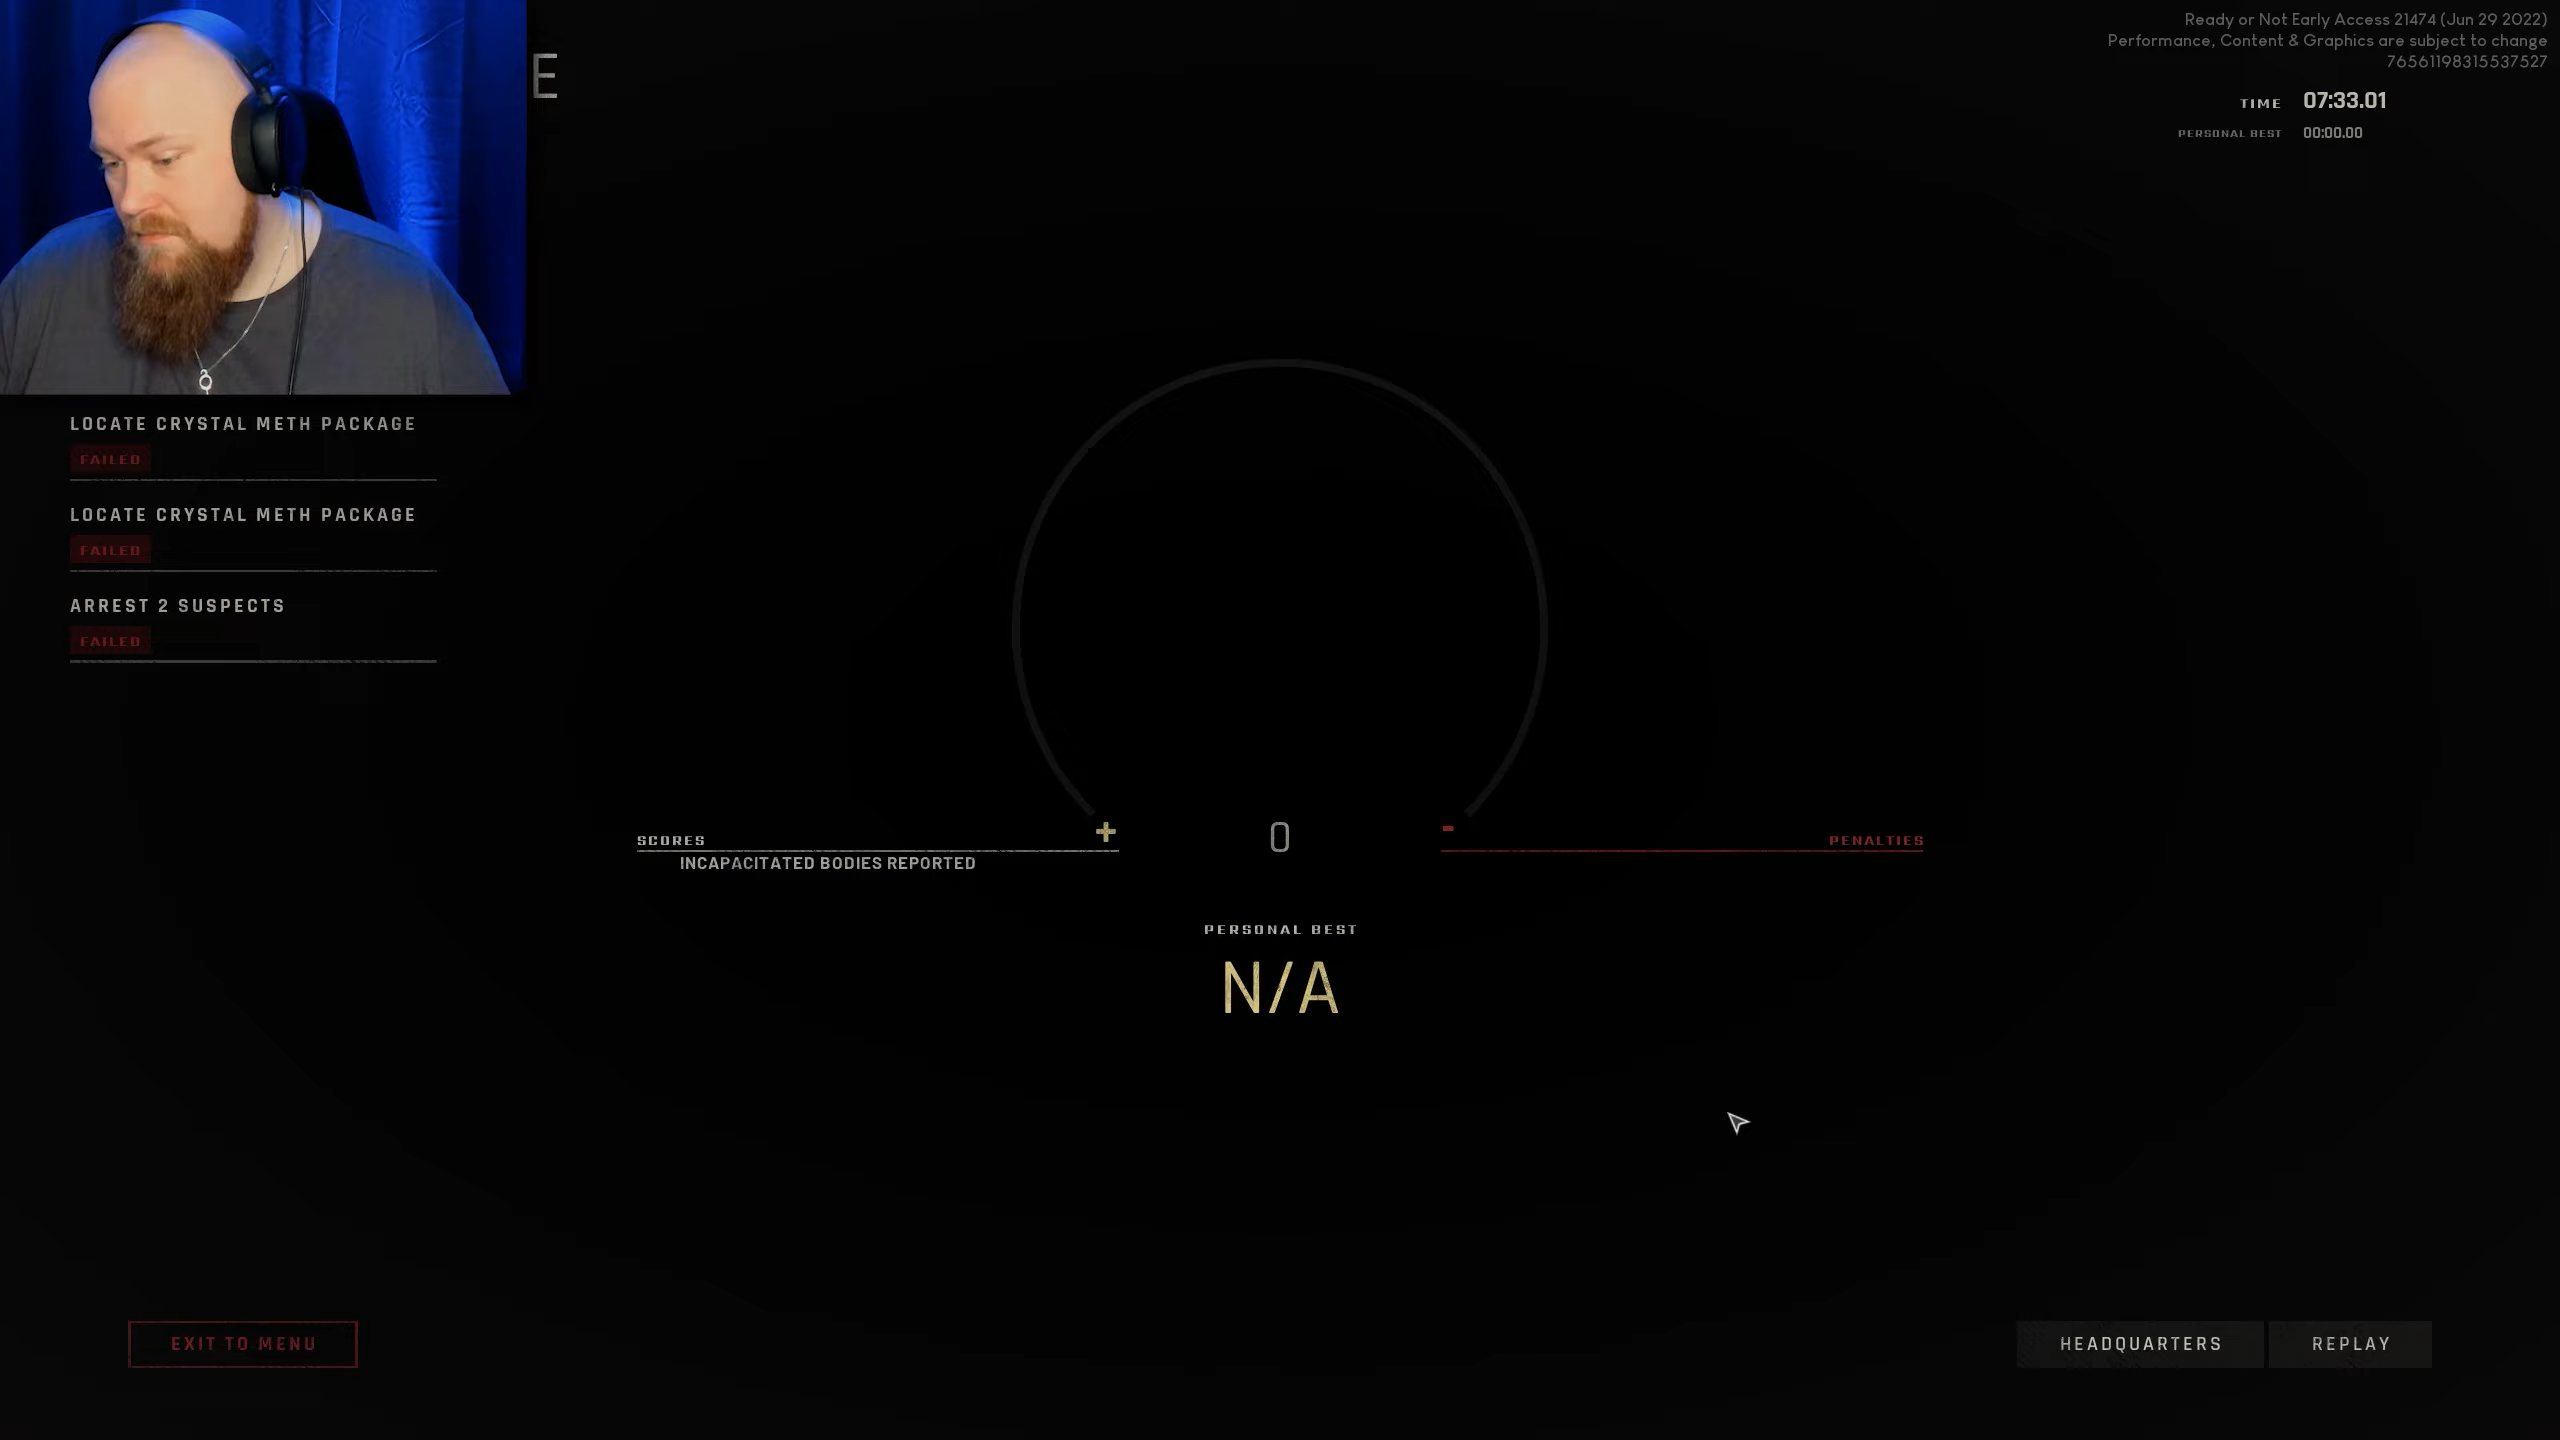 Ready or Not Early Access 21474 (Jun 29 2022)
Performance, Content & Graphics are subject to change
76561198315537527
E
TIME 07:33.01
PERSONAL BEST 00:00.00
LOCATE CRYSTAL METH PACKAGE
FAILED
LOCATE CRYSTAL METH PACKAGE
FAILED
ARREST 2 SUSPECTS
FAILED
SCORES + 0 - PENALTIES
INCAPACITATED BODIES REPORTED
PERSONAL BEST
N/A
EXIT TO MENU
HEADQUARTERS
REPLAY